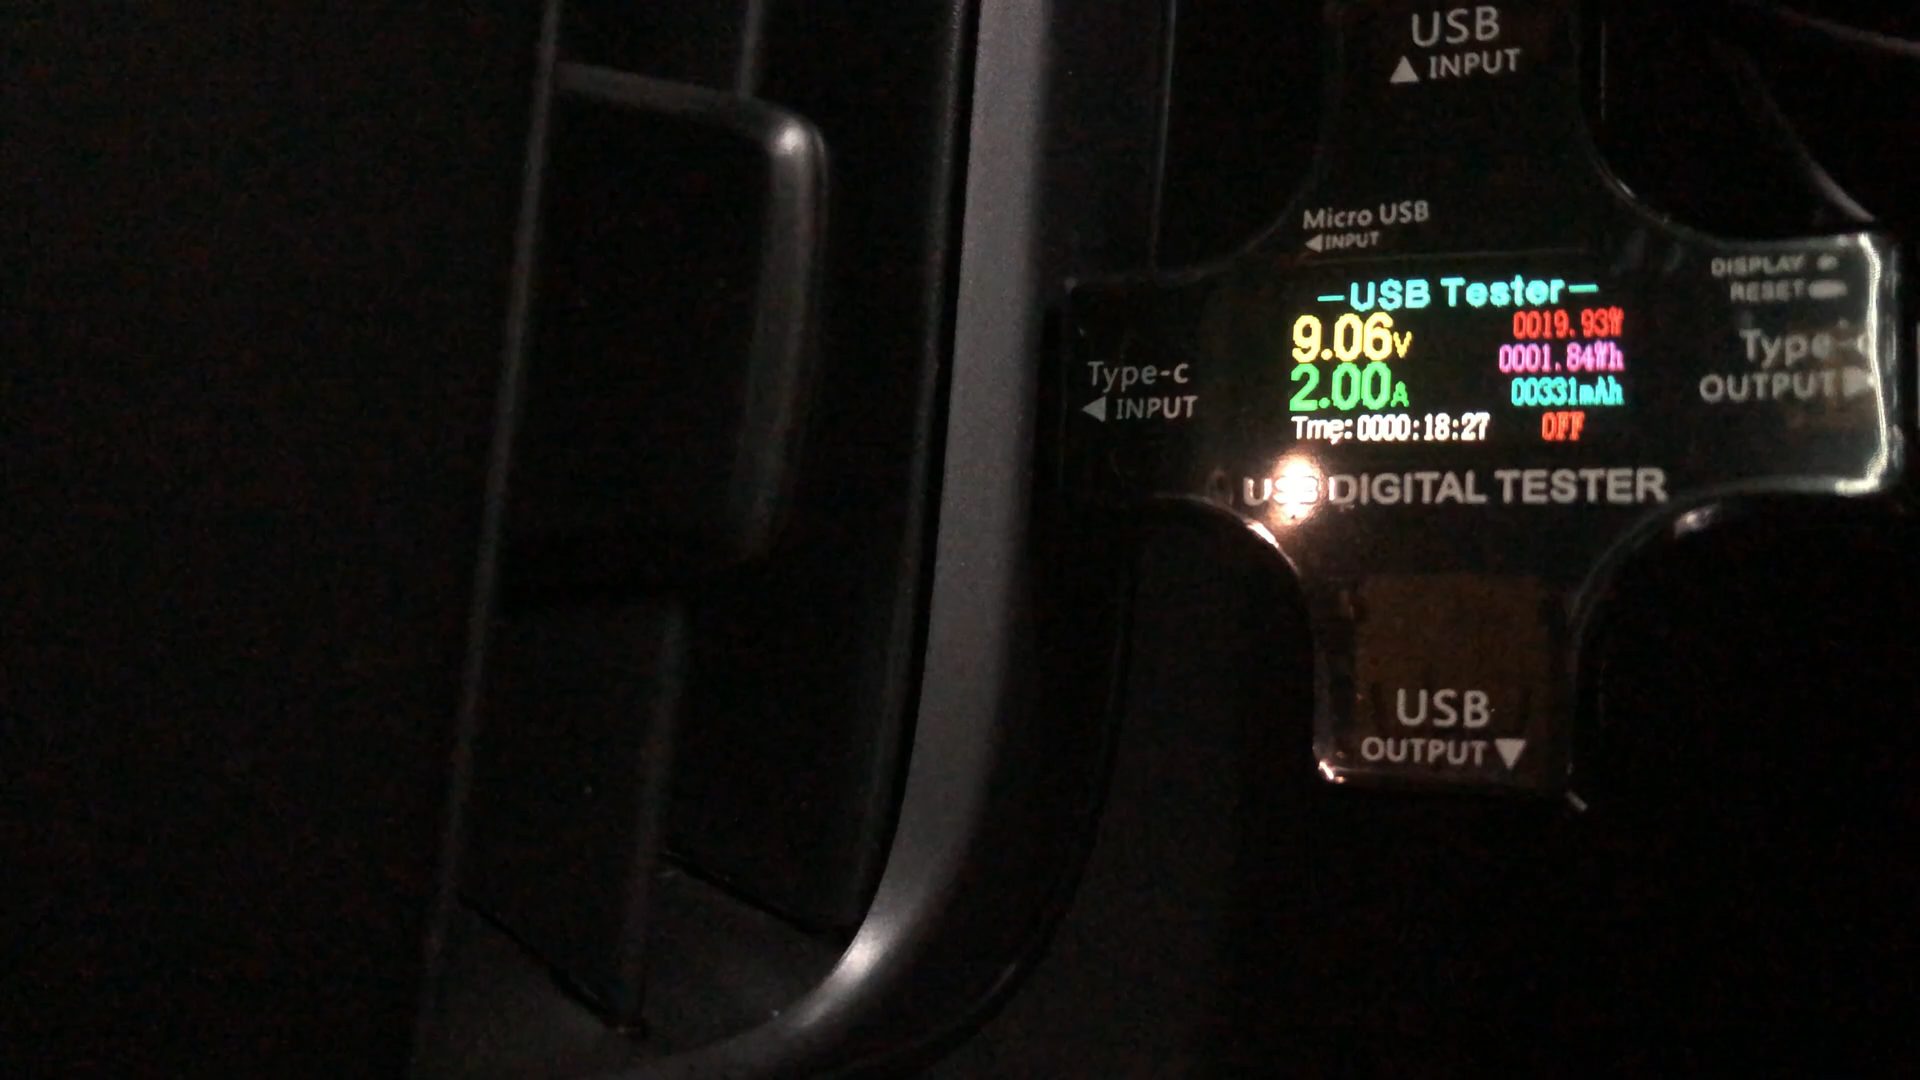 USB
▲ INPUT
Micro USB
◀INPUT
DISPLAY
RESET
-USB Tester-
9.06V
0019.93W
0001.84Wh
2.00A
00331mAh
Tme:0000:18:27
OFF
Type-c
◀ INPUT
Type-c
OUTPUT▶
USB DIGITAL TESTER
USB
OUTPUT▼